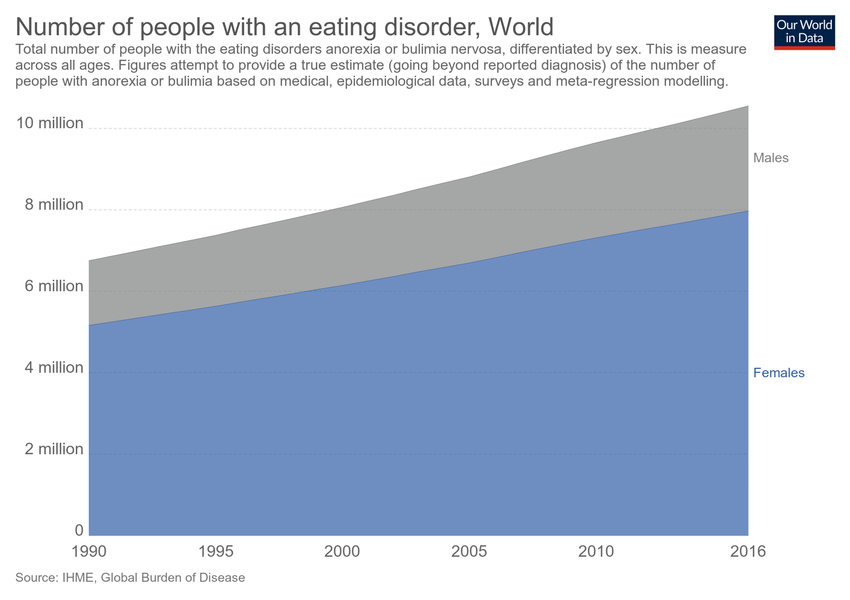 Number of people with an eating disorder, World
Our World
in Data
Total number of people with the eating disorders anorexia or bulimia nervosa, differentiated by sex. This is measure
across all ages. Figures attempt to provide a true estimate (going beyond reported diagnosis) of the number of
people with anorexia or bulimia based on medical, epidemiological data, surveys and meta-regression modelling.
10 million
Males
8 million
6 million
4 million
Females
2 million
0
1990 1995 2000 2005 2010 2016
Source: IHME, Global Burden of Disease